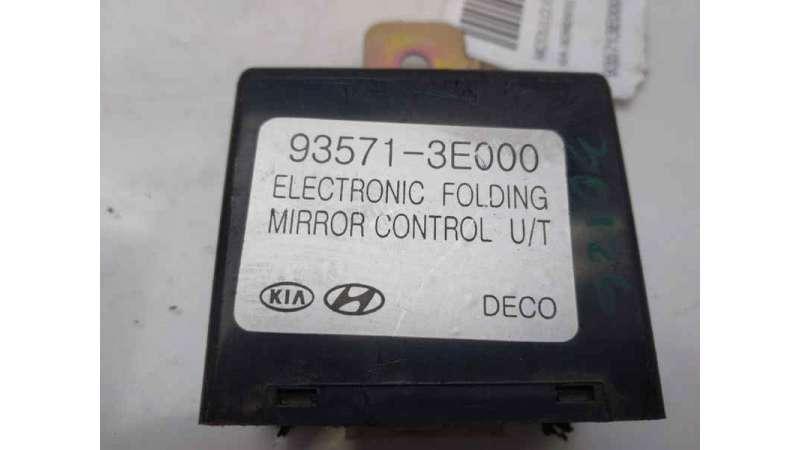 93571-3E000
ELECTRONIC FOLDING
MIRROR CONTROL U/T
KIA
DECO